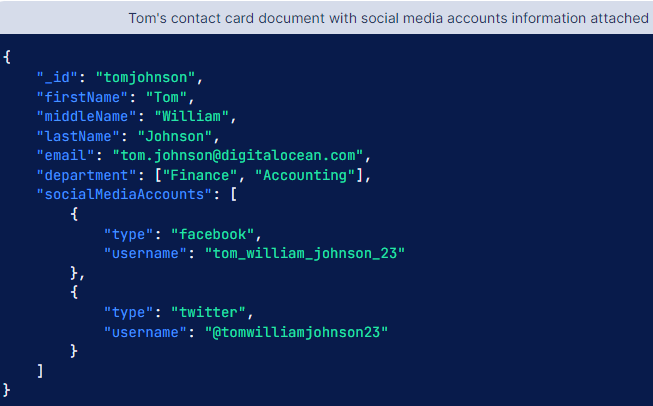 Tom's contact card document with social media accounts information attached
{
    "_id": "tomjohnson",
    "firstName": "Tom",
    "middleName": "William",
    "lastName": "Johnson",
    "email": "tom.johnson@digitalocean.com",
    "department": ["Finance", "Accounting"],
    "socialMediaAccounts": [
        {
            "type": "facebook",
            "username": "tom_william_johnson_23"
        },
        {
            "type": "twitter",
            "username": "@tomwilliamjohnson23"
        }
    ]
}